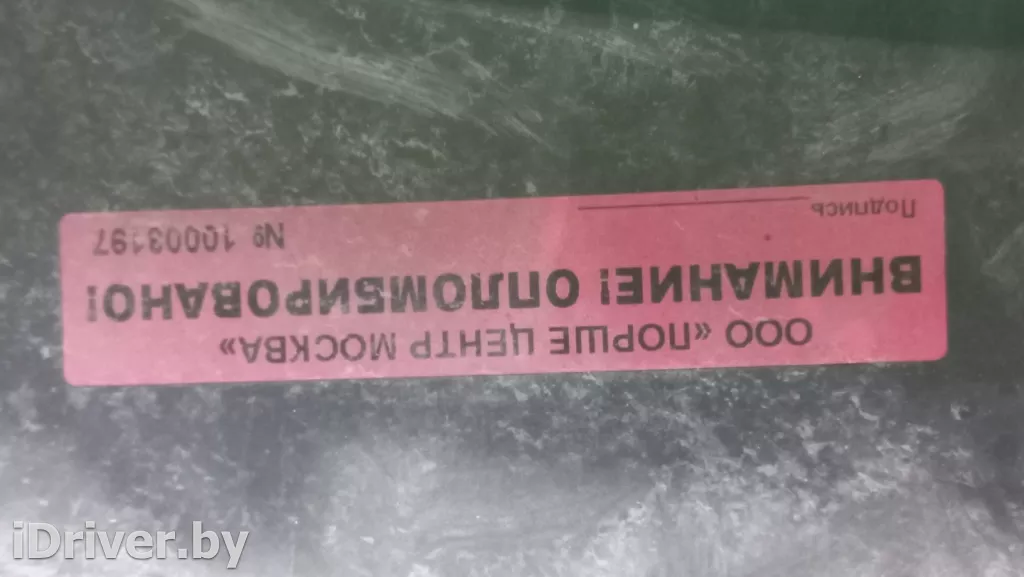 ООО «ПОРШЕ ЦЕНТР МОСКВА»
ВНИМАНИЕ! ОПЛОМБИРОВАНО!
Подпись
№ 10003197
iDriver.by